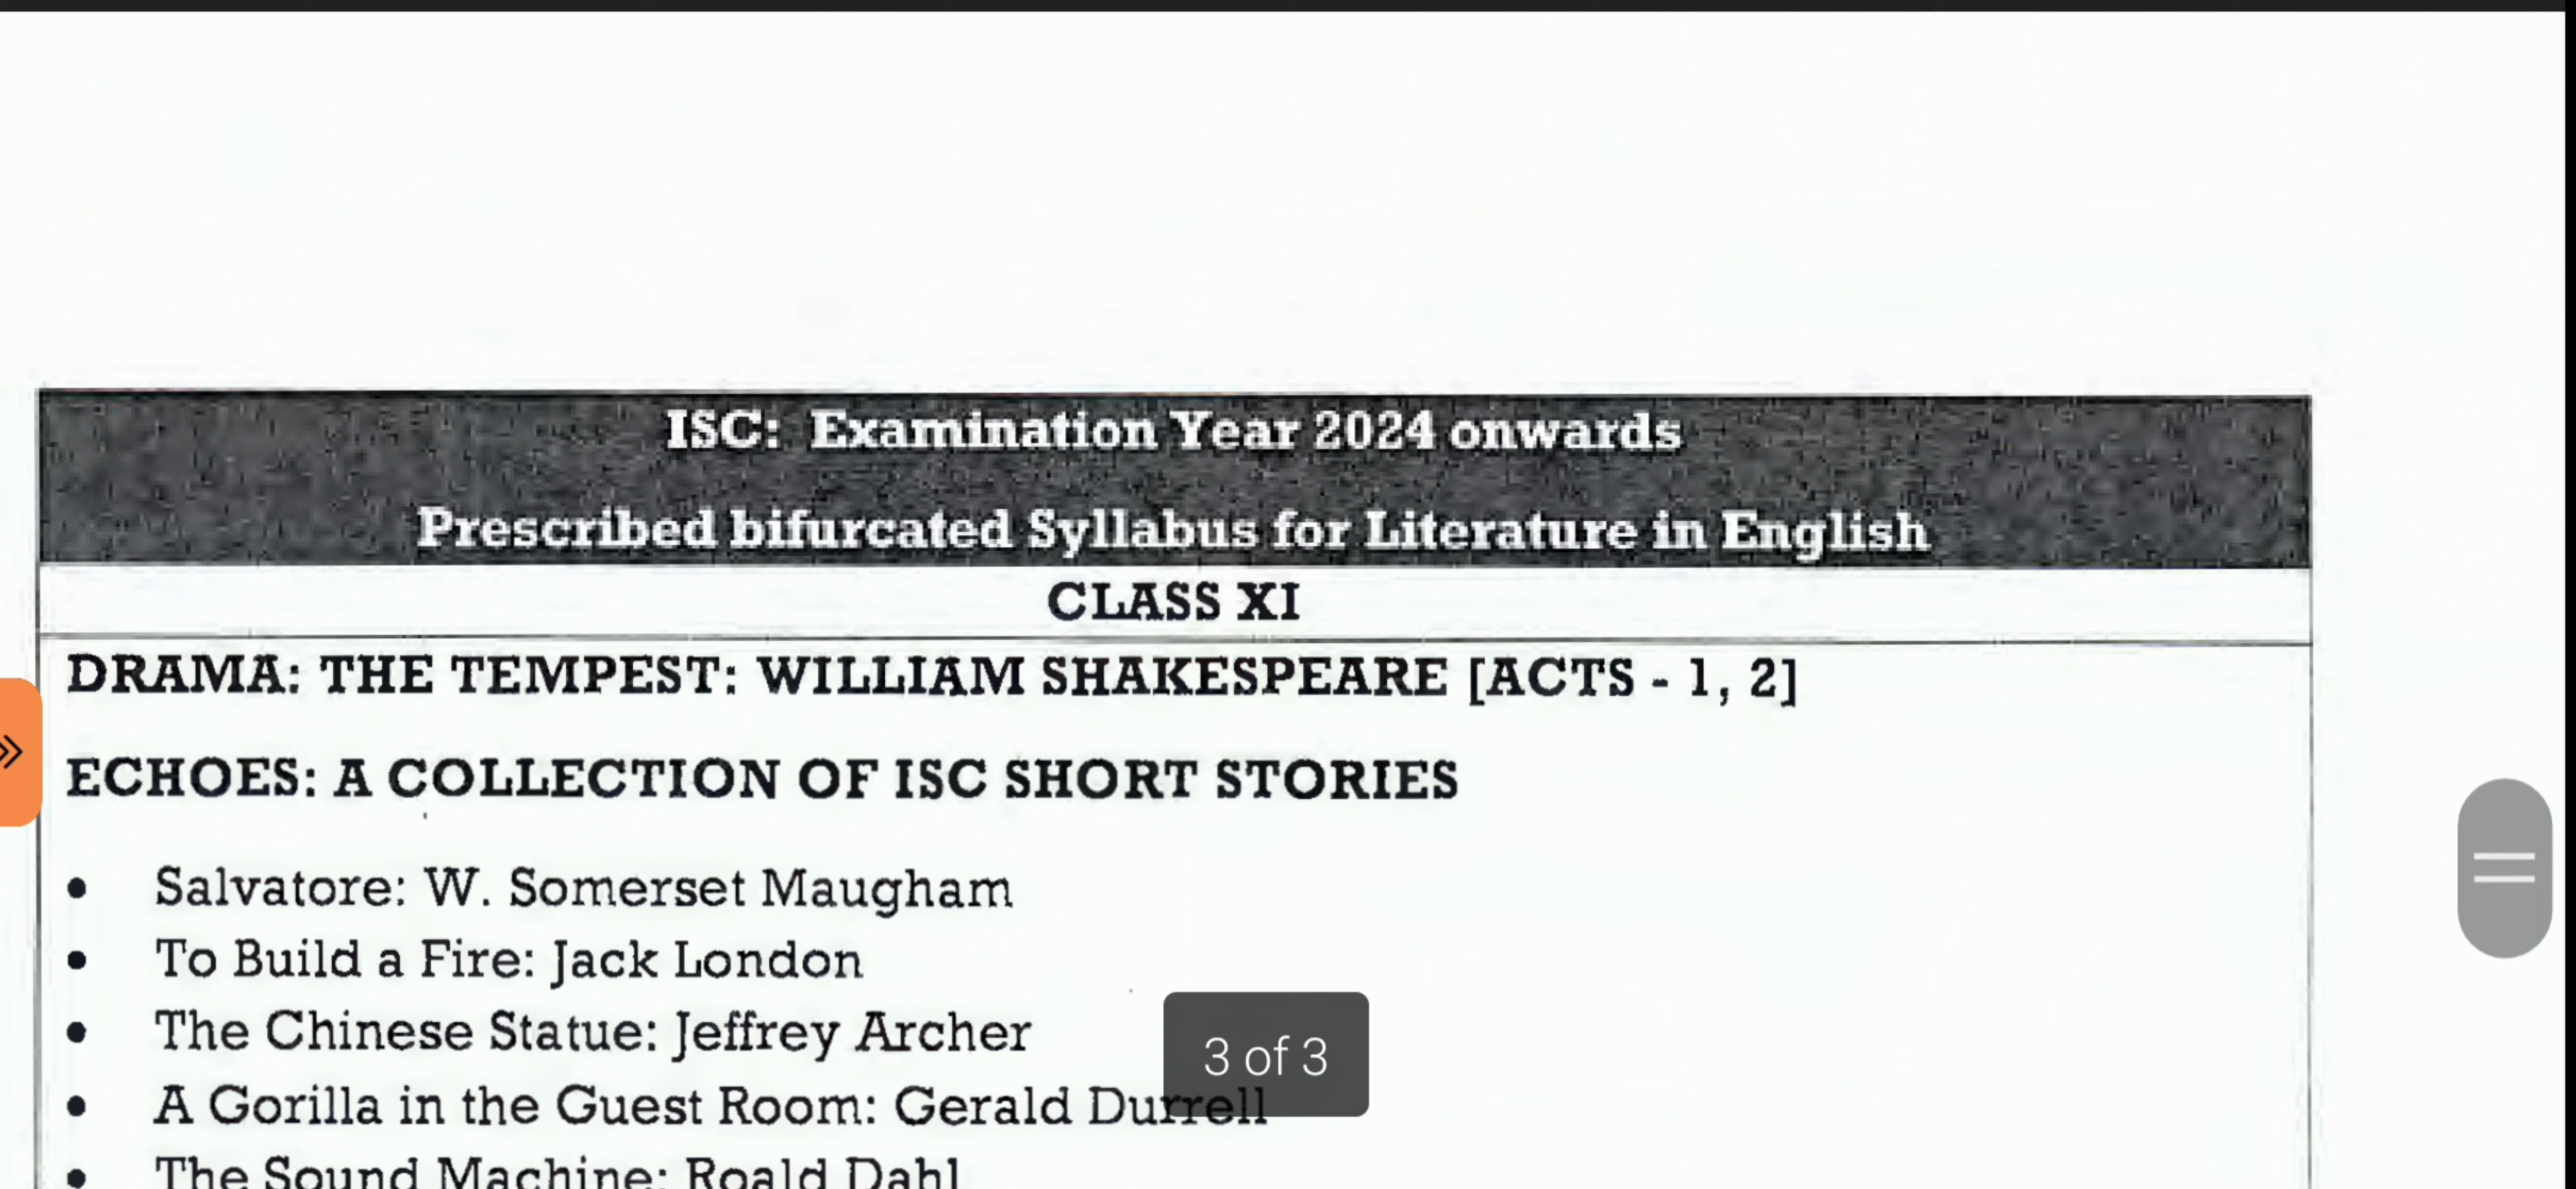 ISC: Examination Year 2024 onwards
Prescribed bifurcated Syllabus for Literature in English
CLASS XI
DRAMA: THE TEMPEST: WILLIAM SHAKESPEARE [ACTS - 1, 2]
ECHOES: A COLLECTION OF ISC SHORT STORIES
• Salvatore: W. Somerset Maugham
• To Build a Fire: Jack London
• The Chinese Statue: Jeffrey Archer
3 of 3
• A Gorilla in the Guest Room: Gerald Durrell
• The Sound Machine: Roald Dahl